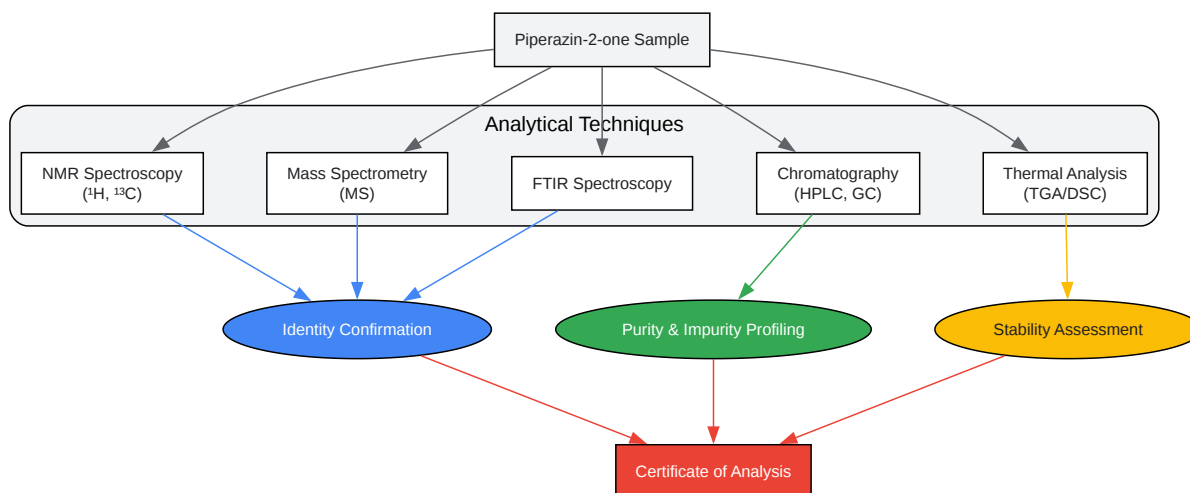 Piperazin-2-one Sample
Analytical Techniques
NMR Spectroscopy
(¹H, ¹³C)
Mass Spectrometry
(MS)
FTIR Spectroscopy
Chromatography
(HPLC, GC)
Thermal Analysis
(TGA/DSC)
Identity Confirmation
Purity & Impurity Profiling
Stability Assessment
Certificate of Analysis